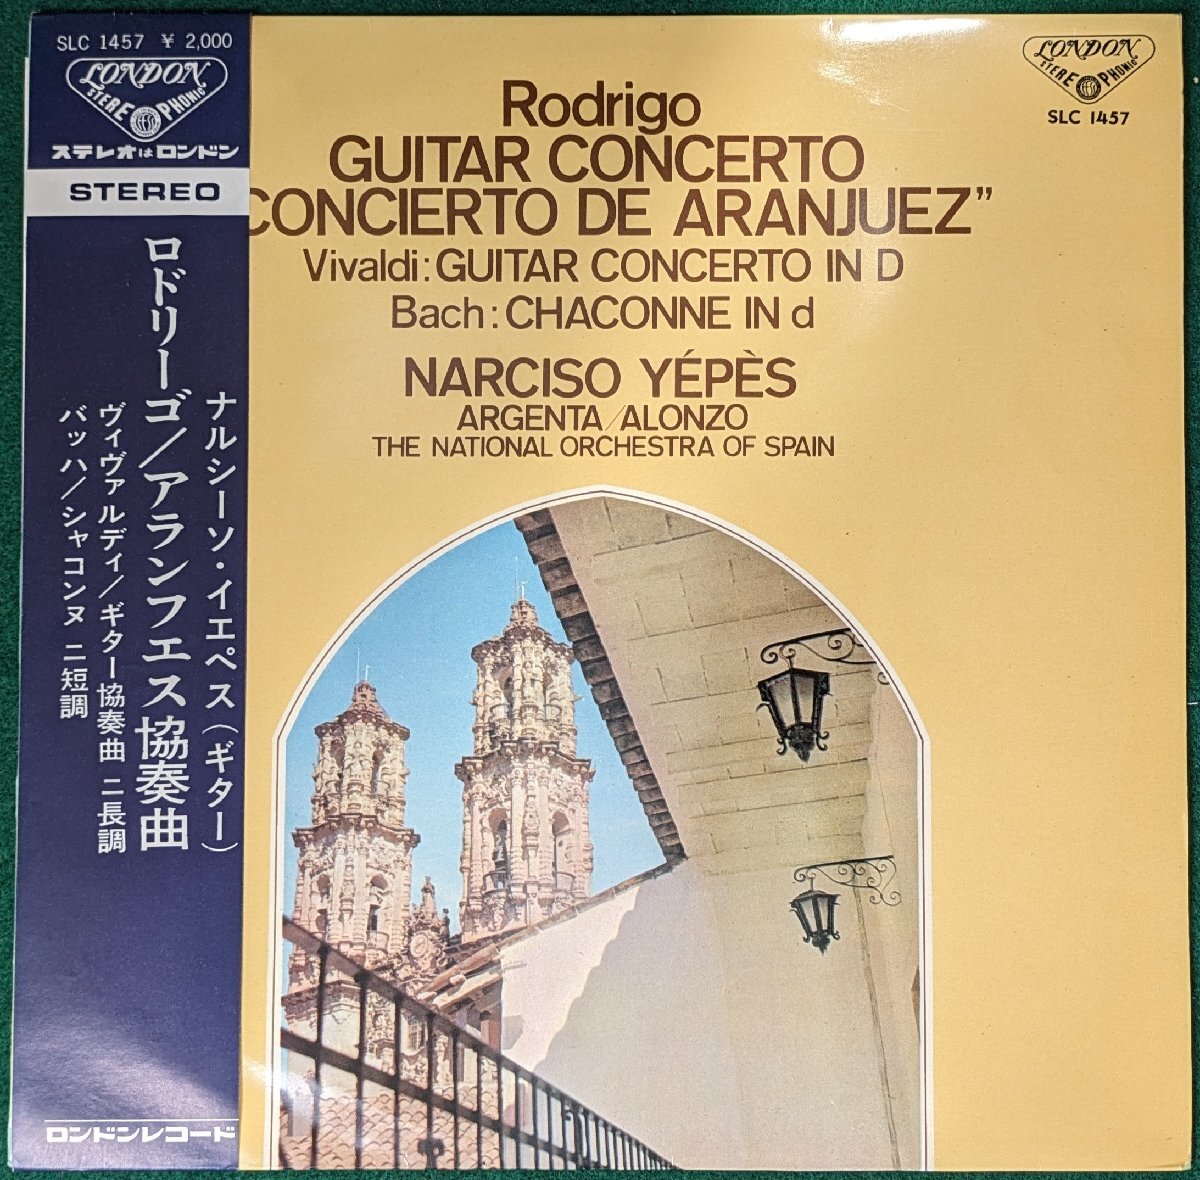 SLC 1457 ¥ 2,000
LONDON
STEREOPHONIC
ステレオはロンドン
STEREO
ナルシーソ・イエペス(ギター)
ロドリーゴ/アランフエス協奏曲
ヴィヴァルディ/ギター協奏曲 ニ長調
バッハ/シャコンヌ ニ短調
ロンドンレコード
LONDON
STEREOPHONIC
SLC 1457
Rodrigo
GUITAR CONCERTO
CONCIERTO DE ARANJUEZ”
Vivaldi: GUITAR CONCERTO IN D
Bach: CHACONNE IN d
NARCISO YÉPÈS
ARGENTA/ALONZO
THE NATIONAL ORCHESTRA OF SPAIN